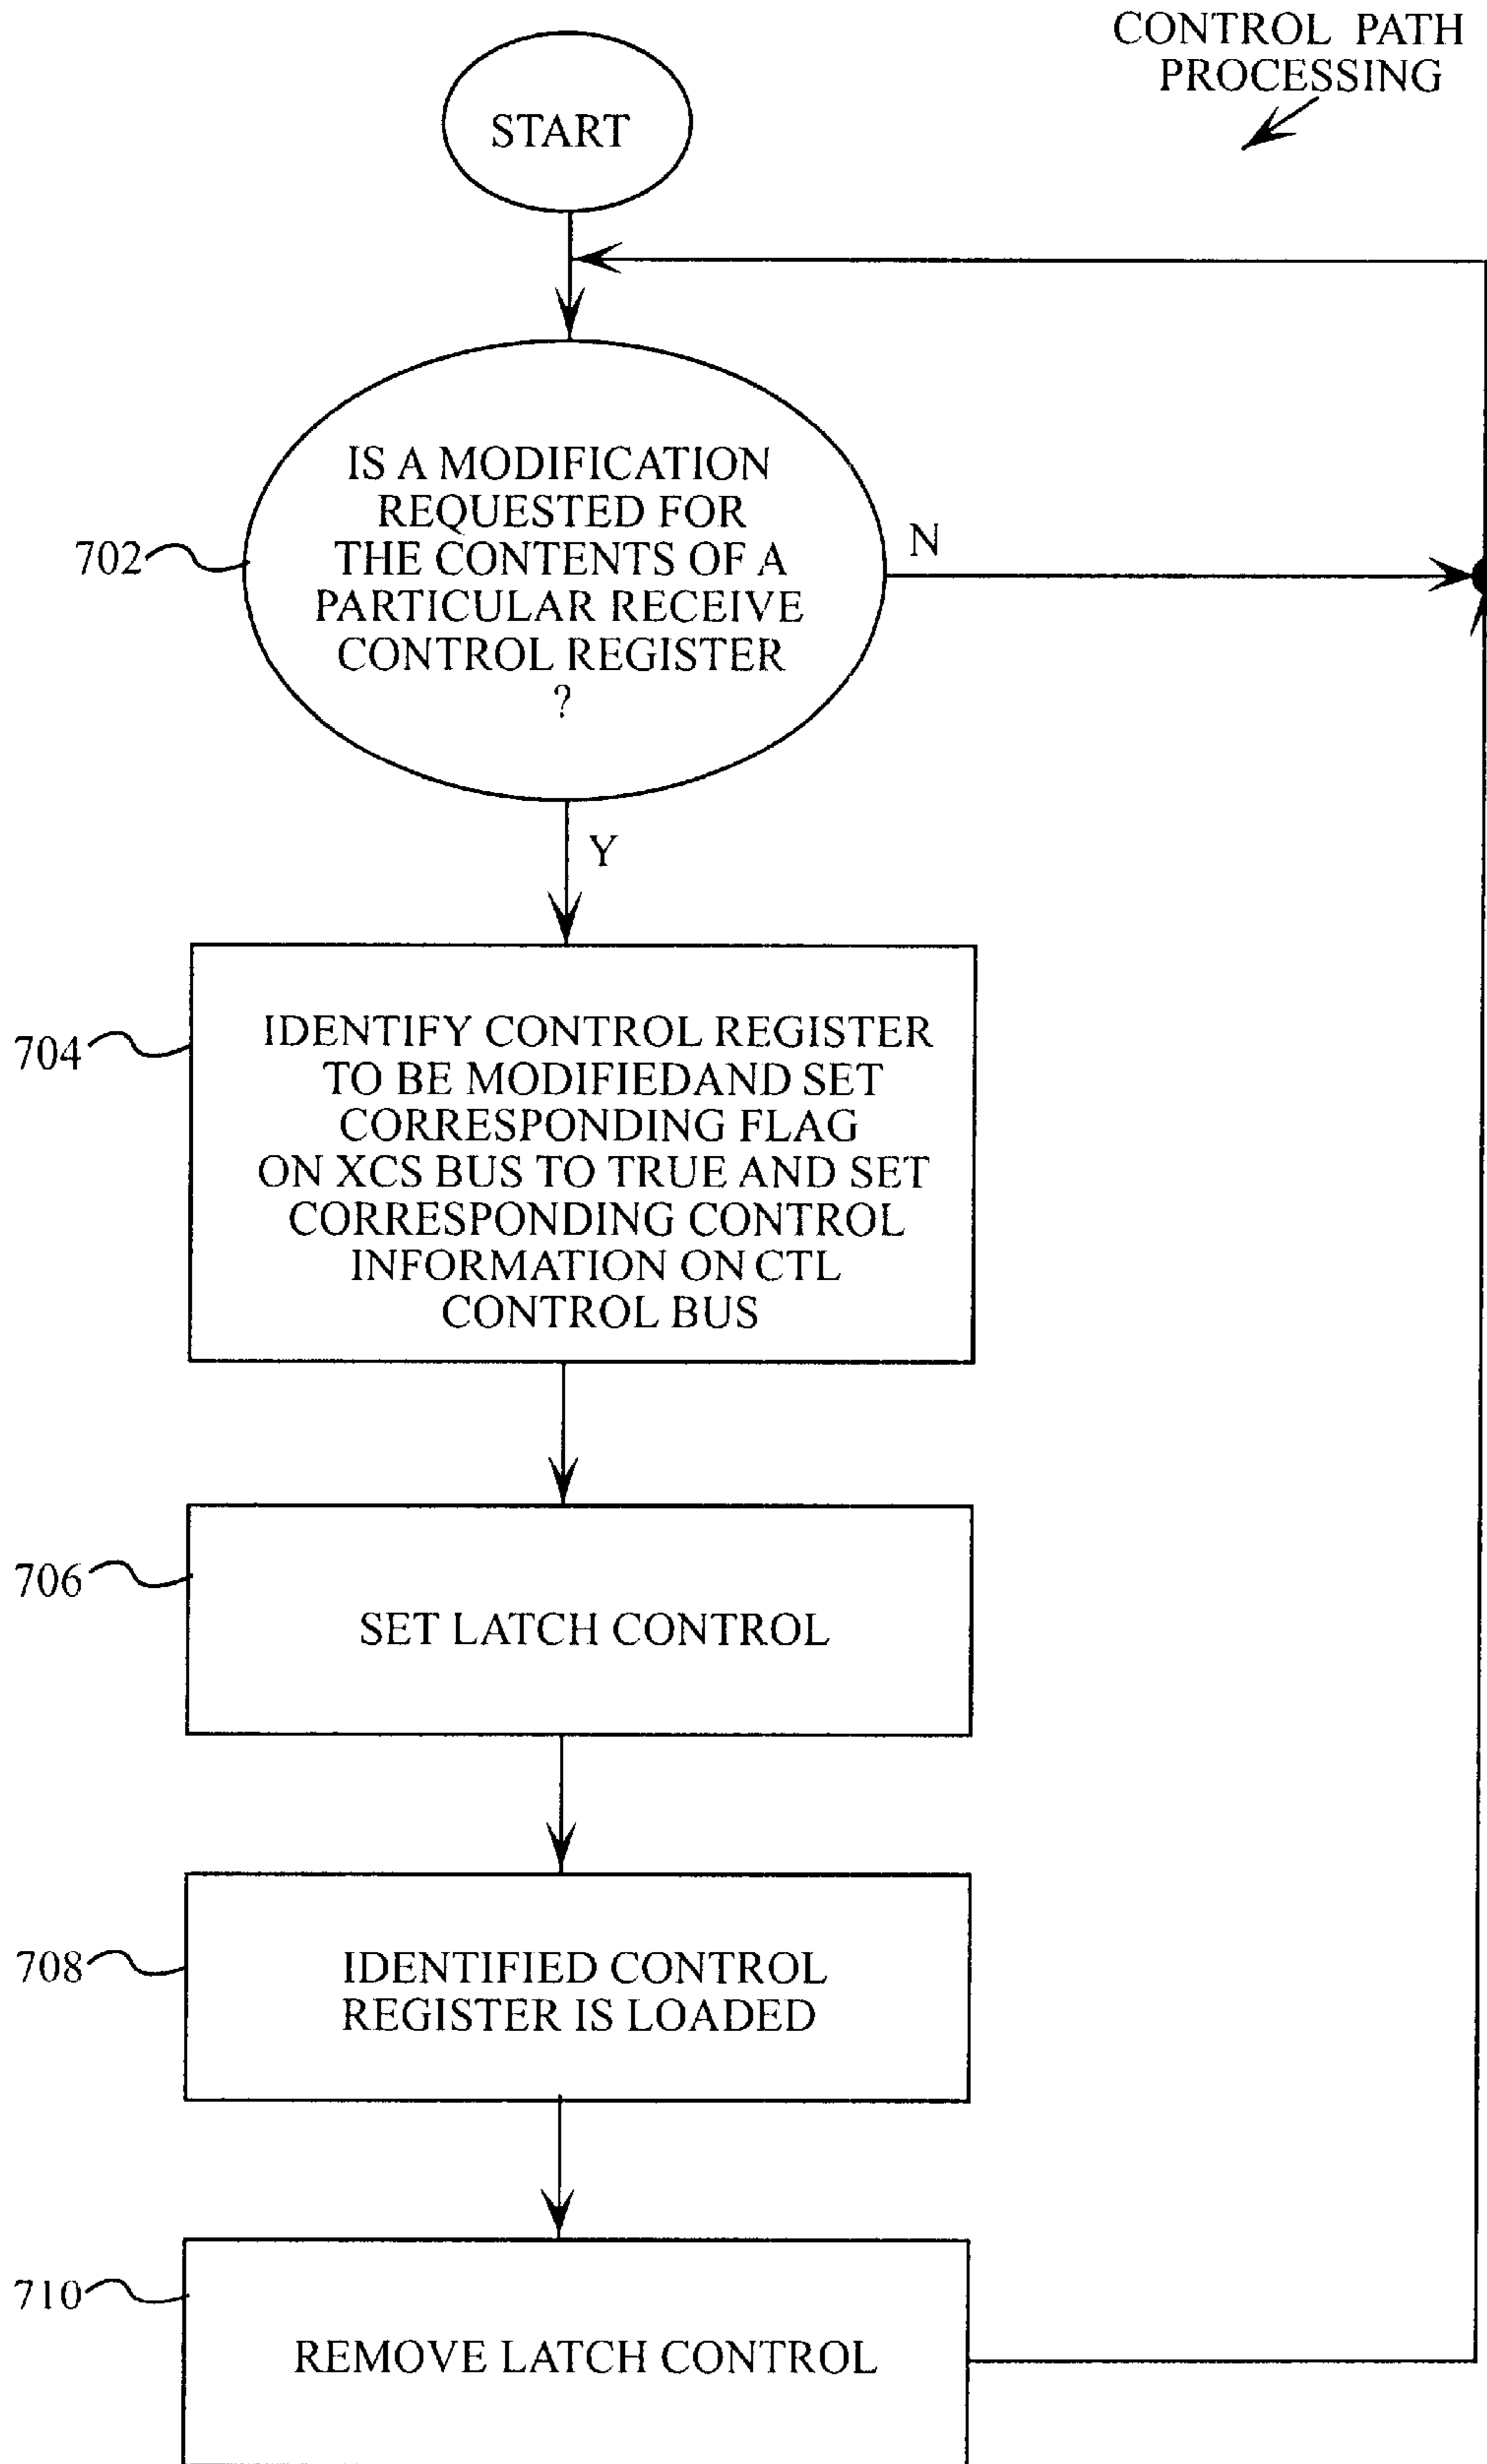 CONTROL PATH
PROCESSING
START
IS A MODIFICATION
REQUESTED FOR
THE CONTENTS OF A
PARTICULAR RECEIVE
CONTROL REGISTER
?
702
N
Y
704
IDENTIFY CONTROL REGISTER
TO BE MODIFIEDAND SET
CORRESPONDING FLAG
ON XCS BUS TO TRUE AND SET
CORRESPONDING CONTROL
INFORMATION ON CTL
CONTROL BUS
706
SET LATCH CONTROL
708
IDENTIFIED CONTROL
REGISTER IS LOADED
710
REMOVE LATCH CONTROL